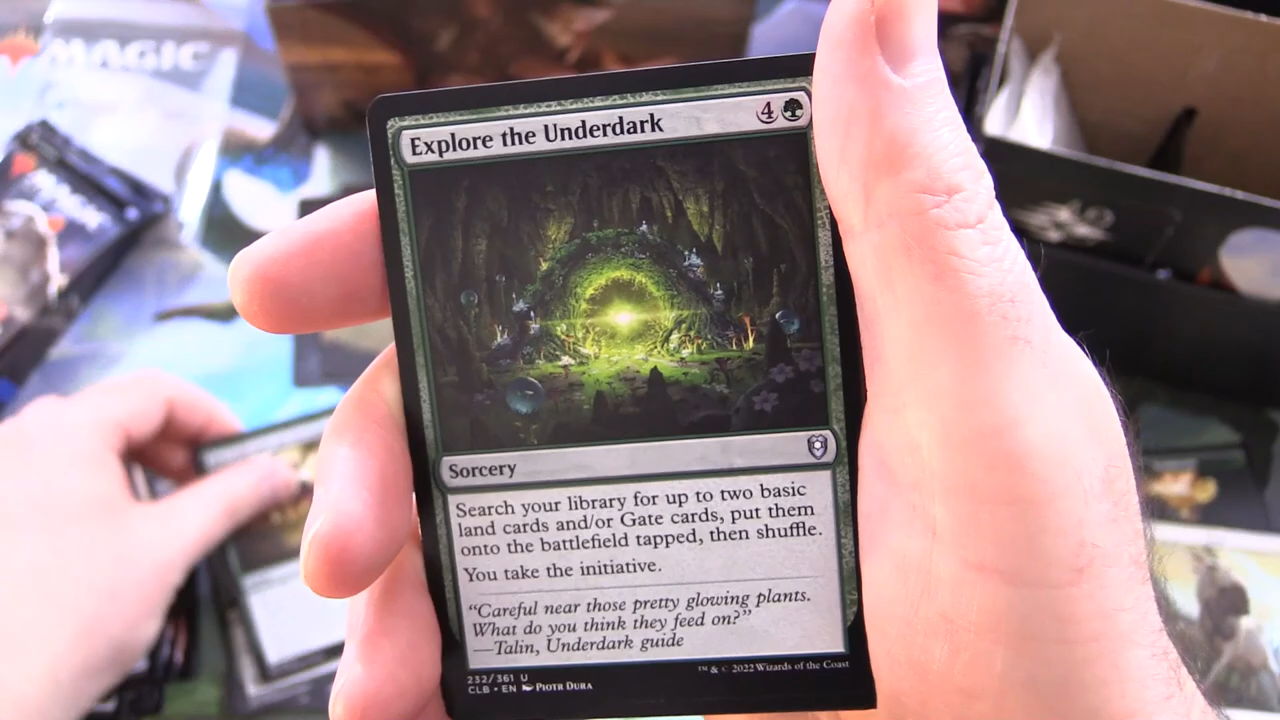 MAGIC
Explore the Underdark
4
Sorcery
Search your library for up to two basic
land cards and/or Gate cards, put them
onto the battlefield tapped, then shuffle.
You take the initiative.
“Careful near those pretty glowing plants.
What do you think they feed on?”
—Talin, Underdark guide
232/361 U
CLB • EN Piotr Dura
™ & © 2022 Wizards of the Coast